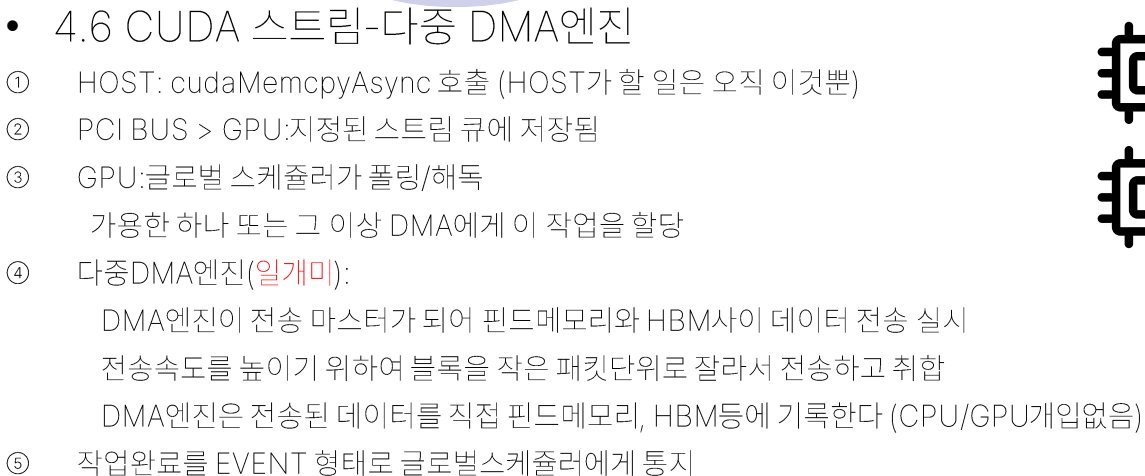 • 4.6 CUDA 스트림-다중 DMA엔진
① HOST: cudaMemcpyAsync 호출 (HOST가 할 일은 오직 이것뿐)
② PCI BUS > GPU:지정된 스트림 큐에 저장됨
③ GPU:글로벌 스케쥴러가 폴링/해독
가용한 하나 또는 그 이상 DMA에게 이 작업을 할당
④ 다중DMA엔진(일개미):
DMA엔진이 전송 마스터가 되어 핀드메모리와 HBM사이 데이터 전송 실시
전송속도를 높이기 위하여 블록을 작은 패킷단위로 잘라서 전송하고 취합
DMA엔진은 전송된 데이터를 직접 핀드메모리, HBM등에 기록한다 (CPU/GPU개입없음)
⑤ 작업완료를 EVENT 형태로 글로벌스케쥴러에게 통지